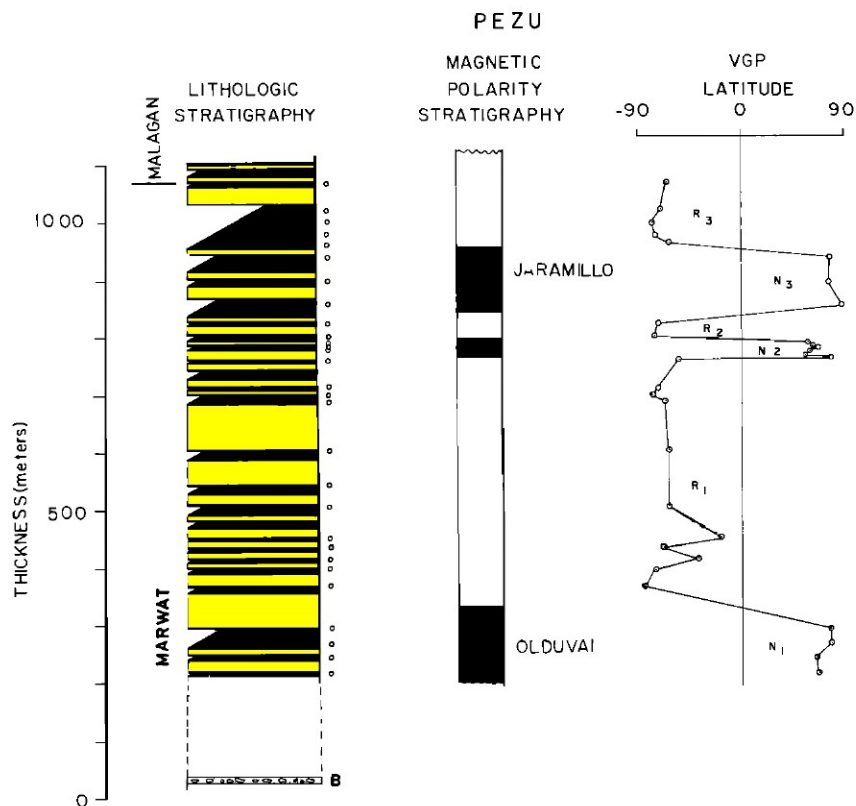 PEZU
LITHOLOGIC
STRATIGRAPHY
MAGNETIC
POLARITY
STRATIGRAPHY
VGP
LATITUDE
-90 0 90
MALAGAN
MARWAT
THICKNESS (meters)
1000
500
0
B
JARAMILLO
OLDUVAI
R3
N3
R2
N2
R1
N1